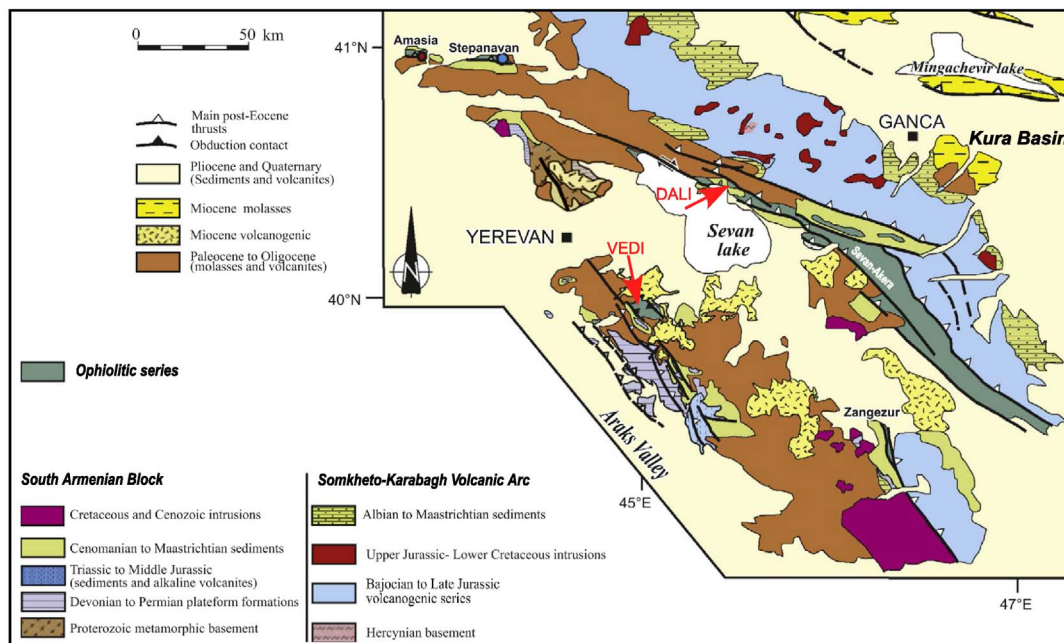 0 50
km
41°N
Amasia
Stepanavan
Mingachevir lake
GANCA
Kura Basin
DALI
Sevan
lake
YEREVAN
Sevan-Akera
N
VEDI
40°N
Araks Valley
45°E
Zangezur
47°E
Main post-Eocene
thrusts
Obduction contact
Pliocene and Quaternary
(Sediments and volcanites)
Miocene molasses
Miocene volcanogenic
Paleocene to Oligocene
(molasses and volcanites)
Ophiolitic series
South Armenian Block
Cretaceous and Cenozoic intrusions
Cenomanian to Maastrichtian sediments
Triassic to Middle Jurassic
(sediments and alkaline volcanites)
Devonian to Permian plateform formations
Proterozoic metamorphic basement
Somkheto-Karabagh Volcanic Arc
Albian to Maastrichtian sediments
Upper Jurassic- Lower Cretaceous intrusions
Bajocian to Late Jurassic
volcanogenic series
Hercynian basement